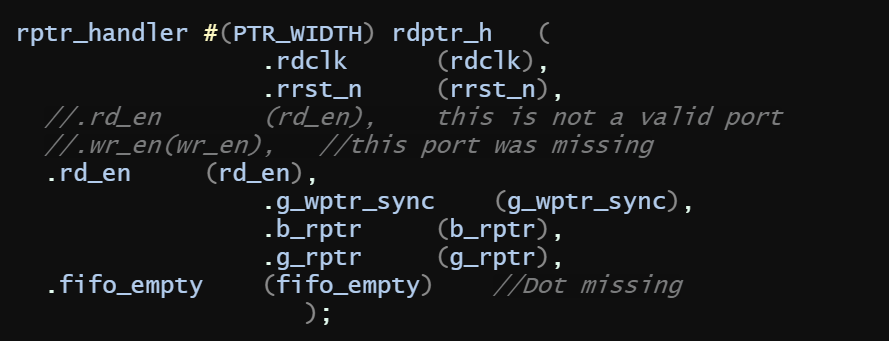 rptr_handler #(PTR_WIDTH) rdptr_h (
.rdclk (rdclk),
.rrst_n (rrst_n),
//.rd_en (rd_en), this is not a valid port
//.wr_en(wr_en), //this port was missing
.rd_en (rd_en),
.g_wptr_sync (g_wptr_sync),
.b_rptr (b_rptr),
.g_rptr (g_rptr),
.fifo_empty (fifo_empty) //Dot missing
);